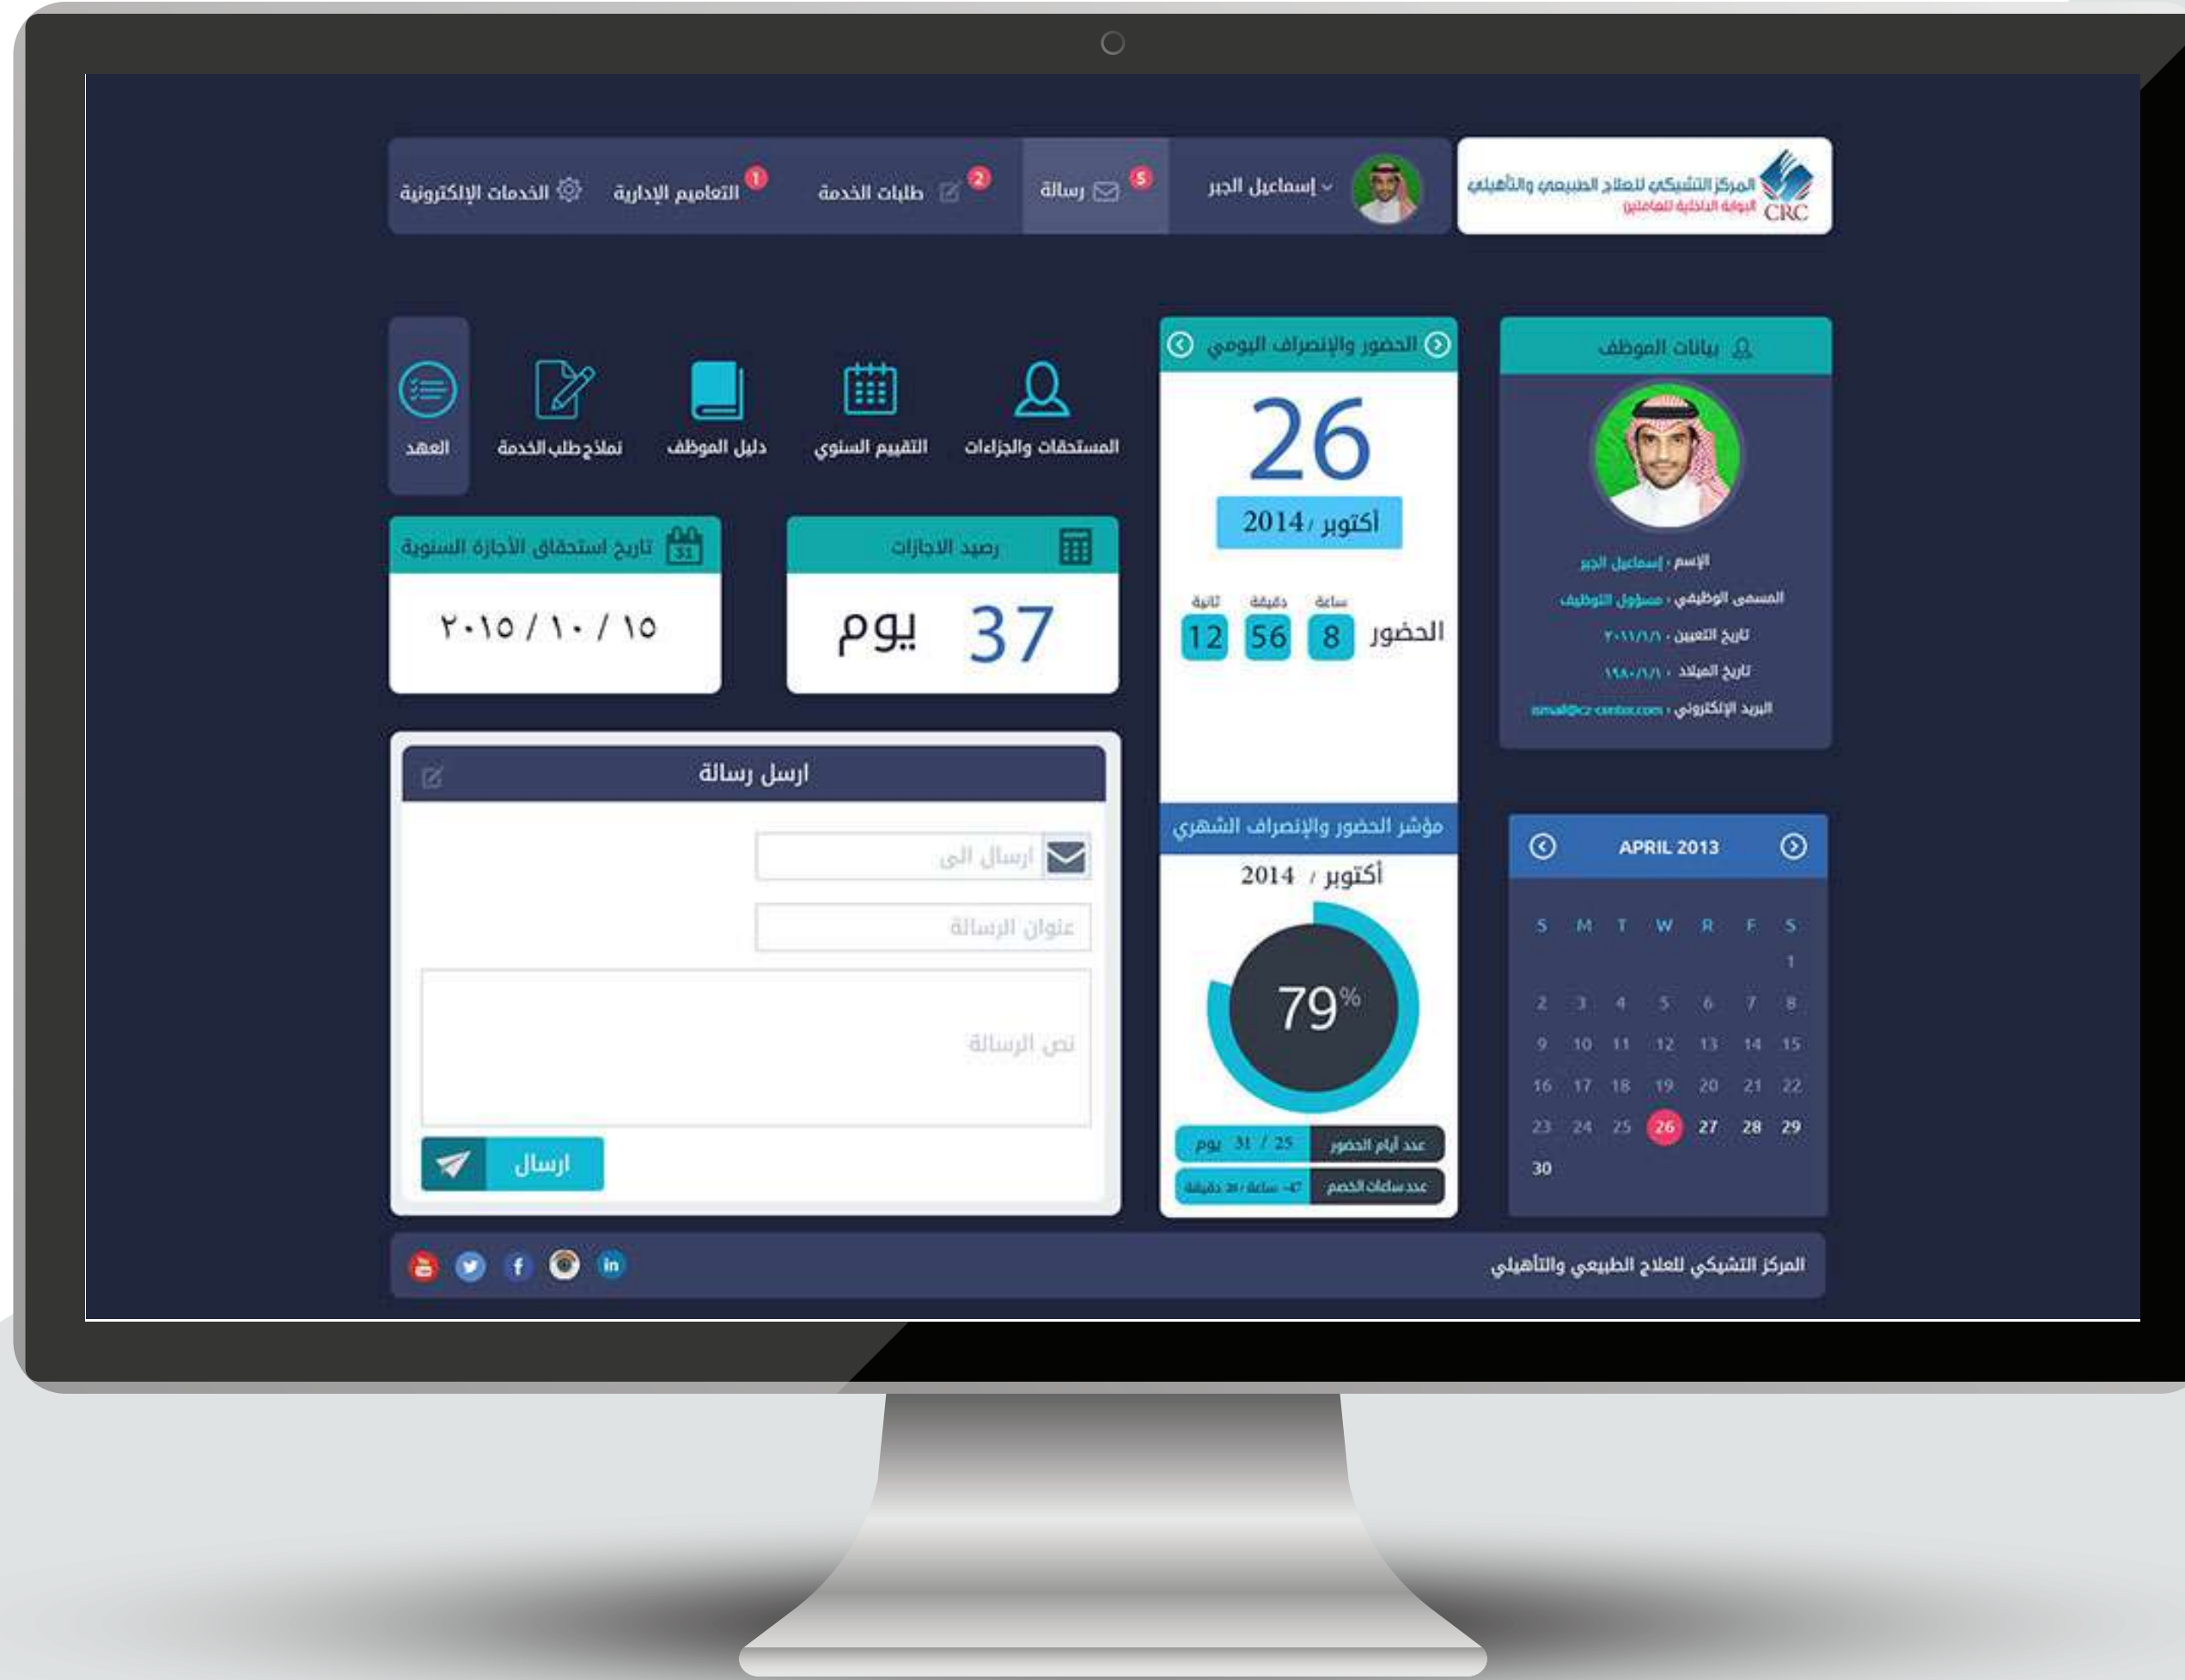 المركز التشيكي للعلاج الطبيعي والتأهيلي
البوابة الداخلية للعاملين
CRC
إسماعيل الجبر
5 رسالة
2 طلبات الخدمة
1 التعاميم الإدارية
الخدمات الإلكترونية
بيانات الموظف
الإسم : إسماعيل الجبر
المسمى الوظيفي : مسؤول التوظيف
تاريخ التعيين : ٢٠١١/١/١
تاريخ الميلاد : ١٩٨٠/١/١
البريد الإلكتروني :
APRIL 2013
S M T W R F S
1
2 3 4 5 6 7 8
9 10 11 12 13 14 15
16 17 18 19 20 21 22
23 24 25 26 27 28 29
30
الحضور والإنصراف اليومي
26
أكتوبر / 2014
ساعة دقيقة ثانية
الحضور 8 56 12
مؤشر الحضور والإنصراف الشهري
أكتوبر / 2014
79%
عدد أيام الحضور 25 / 31 يوم
عدد ساعات الخصم
المستحقات والجزاءات
التقييم السنوي
دليل الموظف
نماذج طلب الخدمة
العهد
رصيد الاجازات
37 يوم
31 تاريخ استحقاق الأجازة السنوية
١٥ / ١٠ / ٢٠١٥
ارسل رسالة
ارسال الى
عنوان الرسالة
نص الرسالة
ارسال
المركز التشيكي للعلاج الطبيعي والتأهيلي
in
f